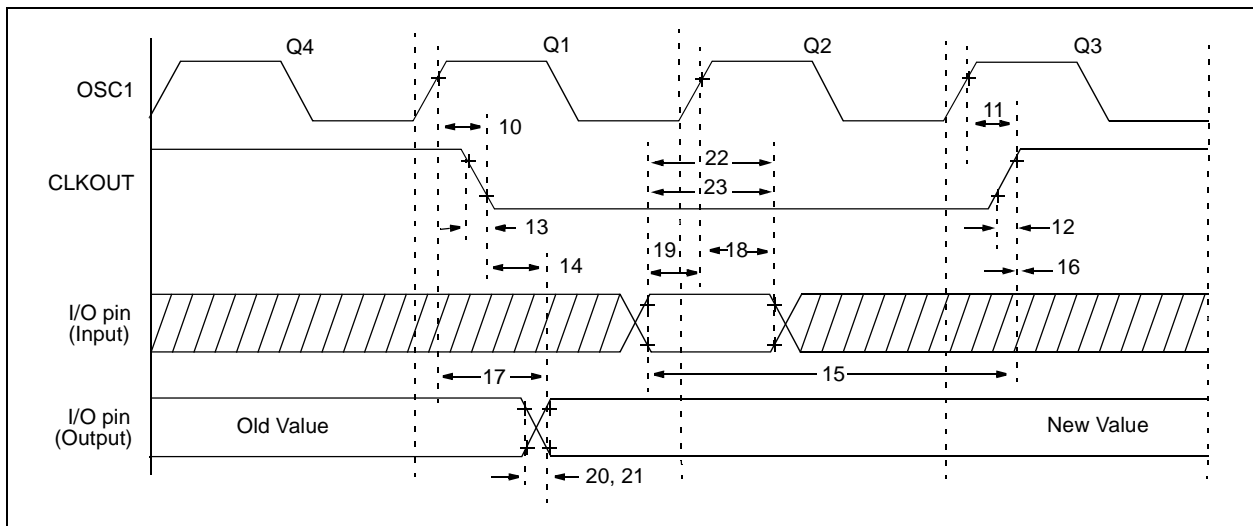 Q4 Q1 Q2 Q3
OSC1
10 11
22
CLKOUT
23
13 12
19 18
14 16
I/O pin
(Input)
17 15
I/O pin
(Output)
Old Value New Value
20, 21